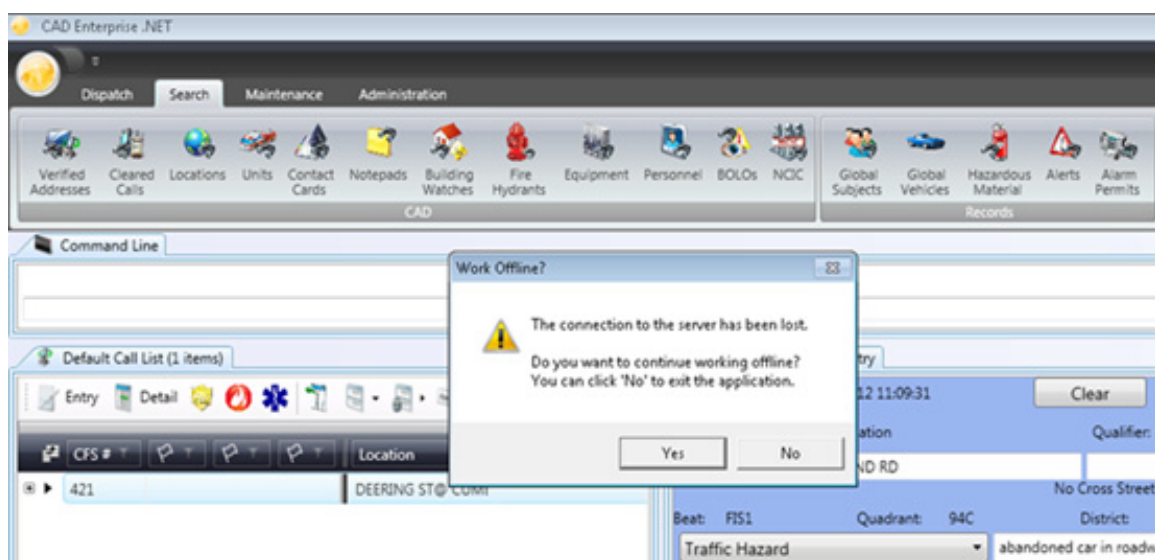 CAD Enterprise .NET
Dispatch Search Maintenance Administration
Verified Addresses Cleared Calls Locations Units Contact Cards Notepads Building Watches Fire Hydrants Equipment Personnel BOLOs NCIC Global Subjects Global Vehicles Hazardous Material Alerts Alarm Permits
CAD Records
Command Line
Work Offline?
The connection to the server has been lost.
Do you want to continue working offline?
You can click 'No' to exit the application.
Yes No
Default Call List (1 items)
Entry Detail
CFS # Location
421 DEERING ST@
try
12 11:09:31 Clear
ation Qualifier:
ND RD
No Cross Street
Beat: FIS1 Quadrant: 94C District:
Traffic Hazard abandoned car in roadw